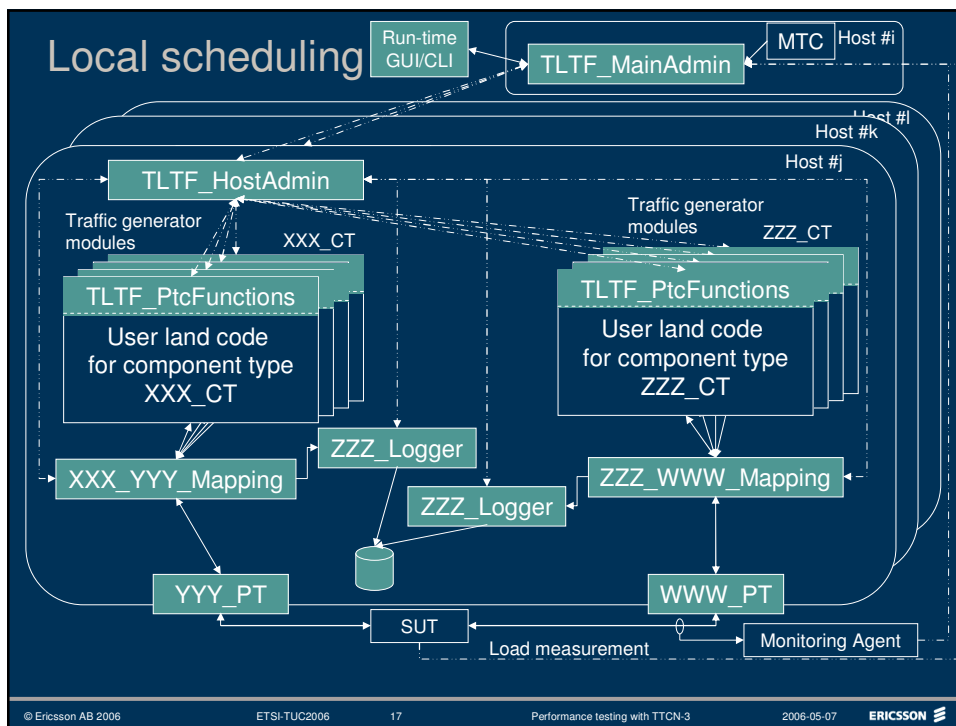 Local scheduling
Run-time
GUI/CLI
MTC
Host #i
TLTF_MainAdmin
Host #l
Host #k
Host #j
TLTF_HostAdmin
Traffic generator
modules
XXX_CT
Traffic generator
modules
ZZZ_CT
TLTF_PtcFunctions
User land code
for component type
XXX_CT
TLTF_PtcFunctions
User land code
for component type
ZZZ_CT
ZZZ_Logger
XXX_YYY_Mapping
ZZZ_WWW_Mapping
ZZZ_Logger
YYY_PT
WWW_PT
SUT
Monitoring Agent
Load measurement
© Ericsson AB 2006
ETSI-TUC2006
17
Performance testing with TTCN-3
2006-05-07
ERICSSON